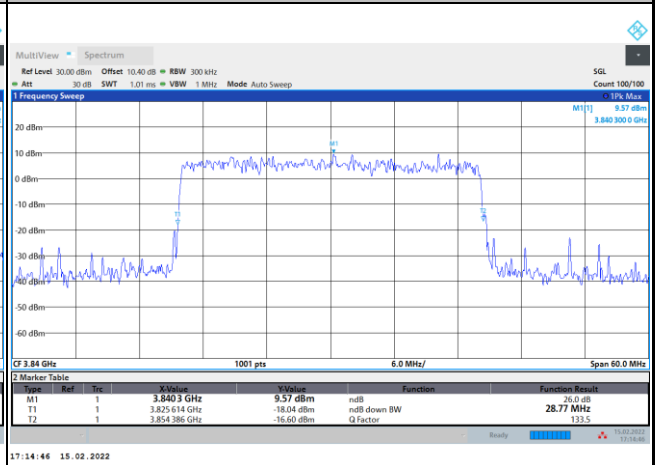 MultiView Spectrum
Ref Level 30.00 dBm Offset 10.40 dB RBW 300 kHz SGL
Att 30 dB SWT 1.01 ms VBW 1 MHz Mode Auto Sweep Count 100/100
1 Frequency Sweep 1Pk Max
M1[1] 9.57 dBm
3.840 300 0 GHz
20 dBm
M1
10 dBm
0 dBm
-10 dBm
T1 T2
-20 dBm
-30 dBm
-40 dBm
-50 dBm
-60 dBm
CF 3.84 GHz 1001 pts 6.0 MHz/ Span 60.0 MHz
2 Marker Table
Type Ref Trc X-Value Y-Value Function Function Result
M1 1 3.840 3 GHz 9.57 dBm ndB 26.0 dB
T1 1 3.825 614 GHz -18.04 dBm ndB down BW 28.77 MHz
T2 1 3.854 386 GHz -16.60 dBm Q Factor 133.5
Ready 15.02.2022
17:14:46
17:14:46 15.02.2022